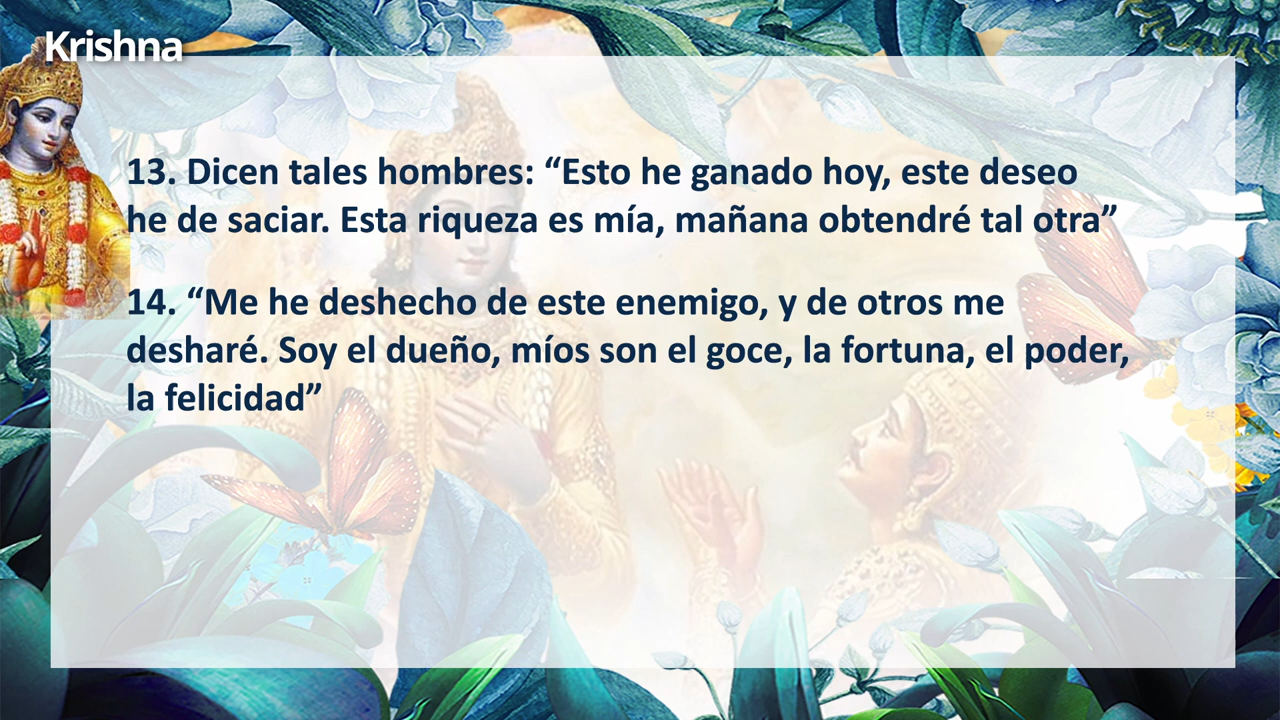 Krishna
13. Dicen tales hombres: “Esto he ganado hoy, este deseo
he de saciar. Esta riqueza es mía, mañana obtendré tal otra”
14. “Me he deshecho de este enemigo, y de otros me
desharé. Soy el dueño, míos son el goce, la fortuna, el poder,
la felicidad”